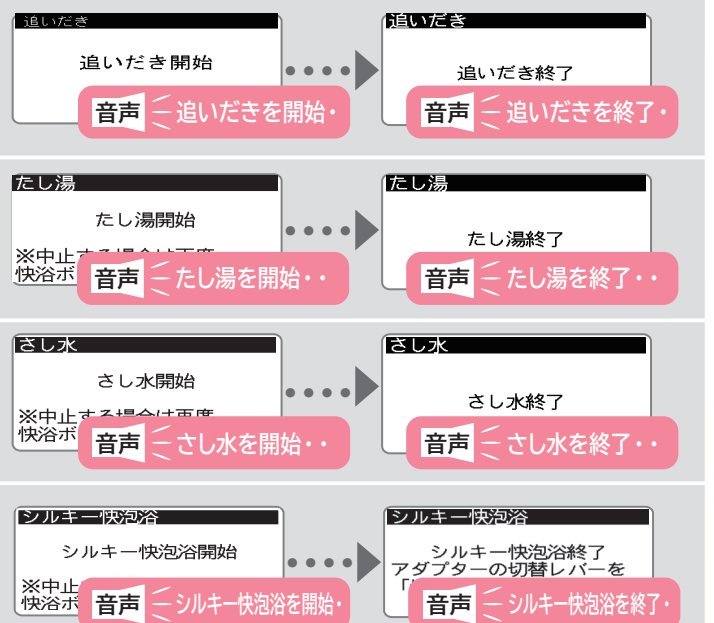 追いだき
追いだき開始
音声 追いだきを開始・
追いだき
追いだき終了
音声 追いだきを終了・
たし湯
たし湯開始
※中止する場合は再度
快浴ボ
音声 たし湯を開始・・
たし湯
たし湯終了
音声 たし湯を終了・・
さし水
さし水開始
※中止する場合は再度
快浴ボ
音声 さし水を開始・・
さし水
さし水終了
音声 さし水を終了・・
シルキー快泡浴
シルキー快泡浴開始
※中止
快浴ボ
音声 シルキー快泡浴を開始・
シルキー快泡浴
シルキー快泡浴終了
アダプターの切替レバーを
音声 シルキー快泡浴を終了・